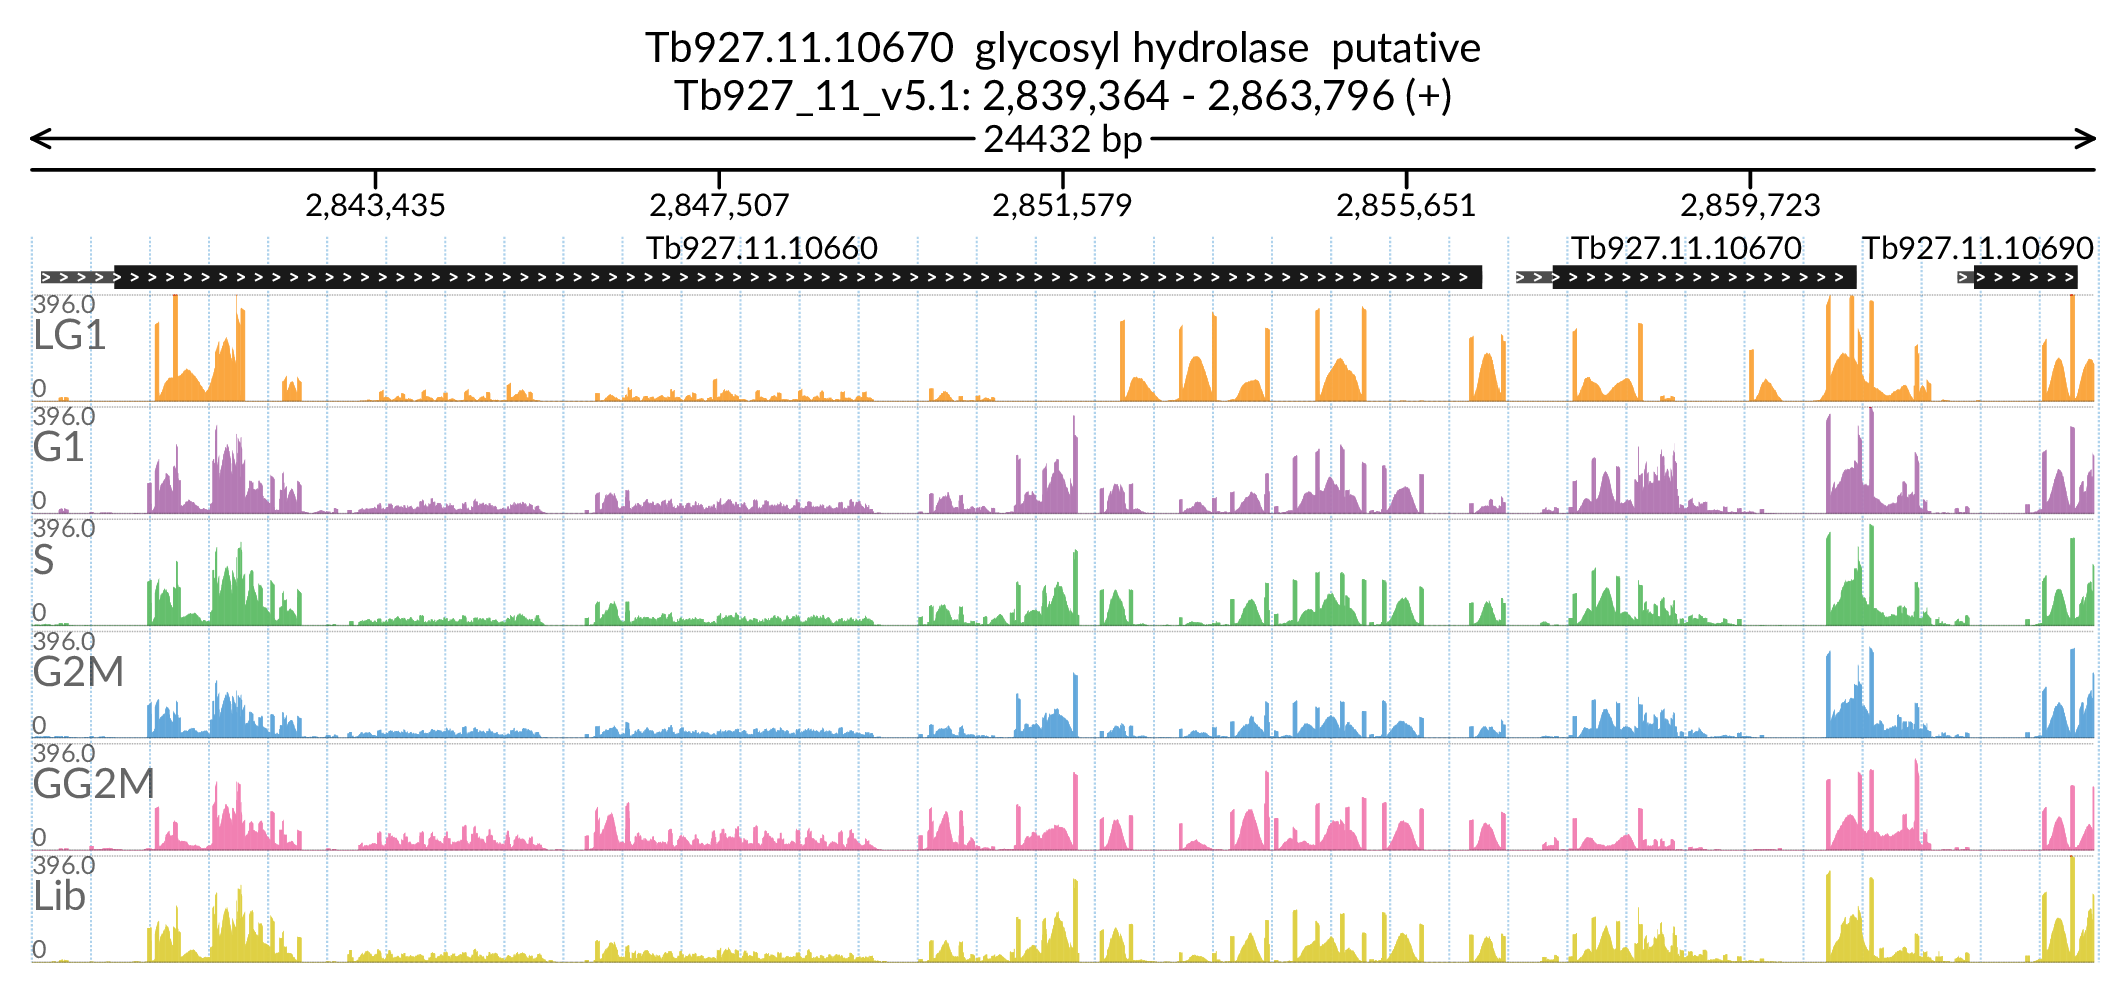 Tb927.11.10670  glycosyl hydrolase  putative
Tb927_11_v5.1: 2,839,364 - 2,863,796 (+)
24432 bp
2,843,435 2,847,507 2,851,579 2,855,651 2,859,723
Tb927.11.10660 Tb927.11.10670 Tb927.11.10690
396.0
LG1
0
396.0
G1
0
396.0
S
0
396.0
G2M
0
396.0
GG2M
0
396.0
Lib
0